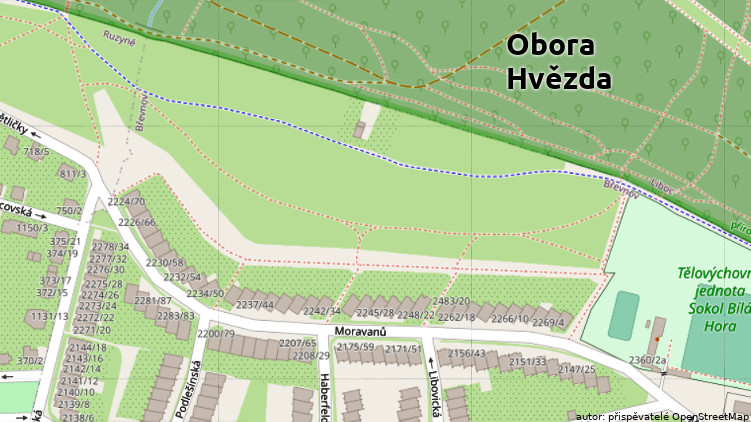 Obora
Hvězda
Ruzyně
Břevnov
718/5
811/3
750/2
covská
1150/3
375/21
374/19
373/17
372/15
1131/13
370/2
2224/70
2226/66
2278/34
2277/32
2276/30
2275/28
2274/26
2273/24
2272/22
2271/20
2144/18
2143/16
2142/14
2141/12
2140/10
2139/8
2138/6
2230/58
2232/54
2234/50
2281/87
2283/83
2200/79
2237/44
2242/34
2245/28
2248/22
2483/20
2262/18
2266/10
2269/4
Moravanů
2207/65
2208/29
2175/59
2171/51
2156/43
2151/33
2147/25
Podlešínská
Haberfel
Libovická
ská
Břevnov
Liboc
příro
Tělovýchovn
jednota
Sokol Bílá
Hora
2360/2a
autor: přispěvatelé OpenStreetMap